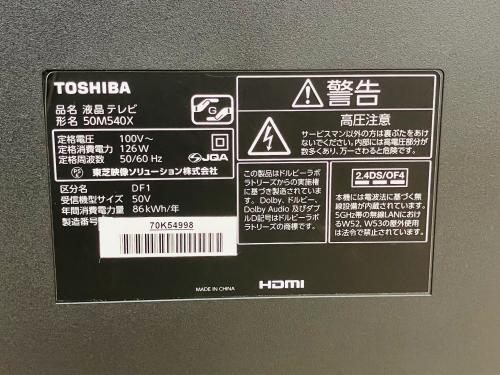 TOSHIBA
品名 液晶テレビ
形名 50M540X
G
定格電圧 100V～
定格消費電力 126W
定格周波数 50/60 Hz
JQA
東芝映像ソリューション株式会社
区分名 DF1
受信機型サイズ 50V
年間消費電力量 86kWh/年
製造番号
70K54998
MADE IN CHINA
警告
高圧注意
サービスマン以外の方は裏ぶたをあけ
ないでください。内部には高電圧部分が
数多くあり、万一さわると危険です。
この製品はドルビーラボ
ラトリーズからの実施権
に基づき製造されていま
す。Dolby、ドルビー、
Dolby Audio 及びダブ
ルD記号はドルビーラボ
ラトリーズの商標です。
2.4DS/OF4
本機には電波法に基づく無
線設備が内蔵されています。
5GHz帯の無線LANにおけ
るW52、W53の屋外使用
は法令で禁止されています。
HDMI